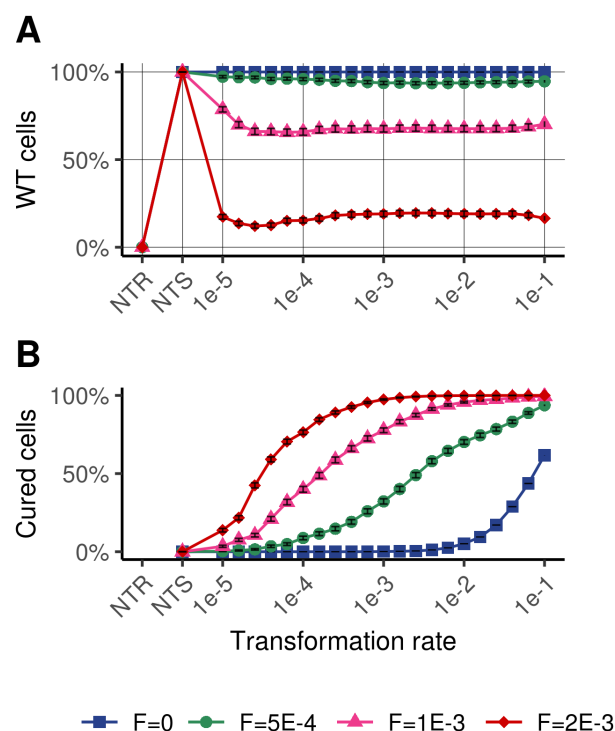 A
100%
50%
0%
WT cells
NTR
NTS
1e-5
1e-4
1e-3
1e-2
1e-1
B
100%
50%
0%
Cured cells
NTR
NTS
1e-5
1e-4
1e-3
1e-2
1e-1
Transformation rate
F=0 F=5E-4 F=1E-3 F=2E-3